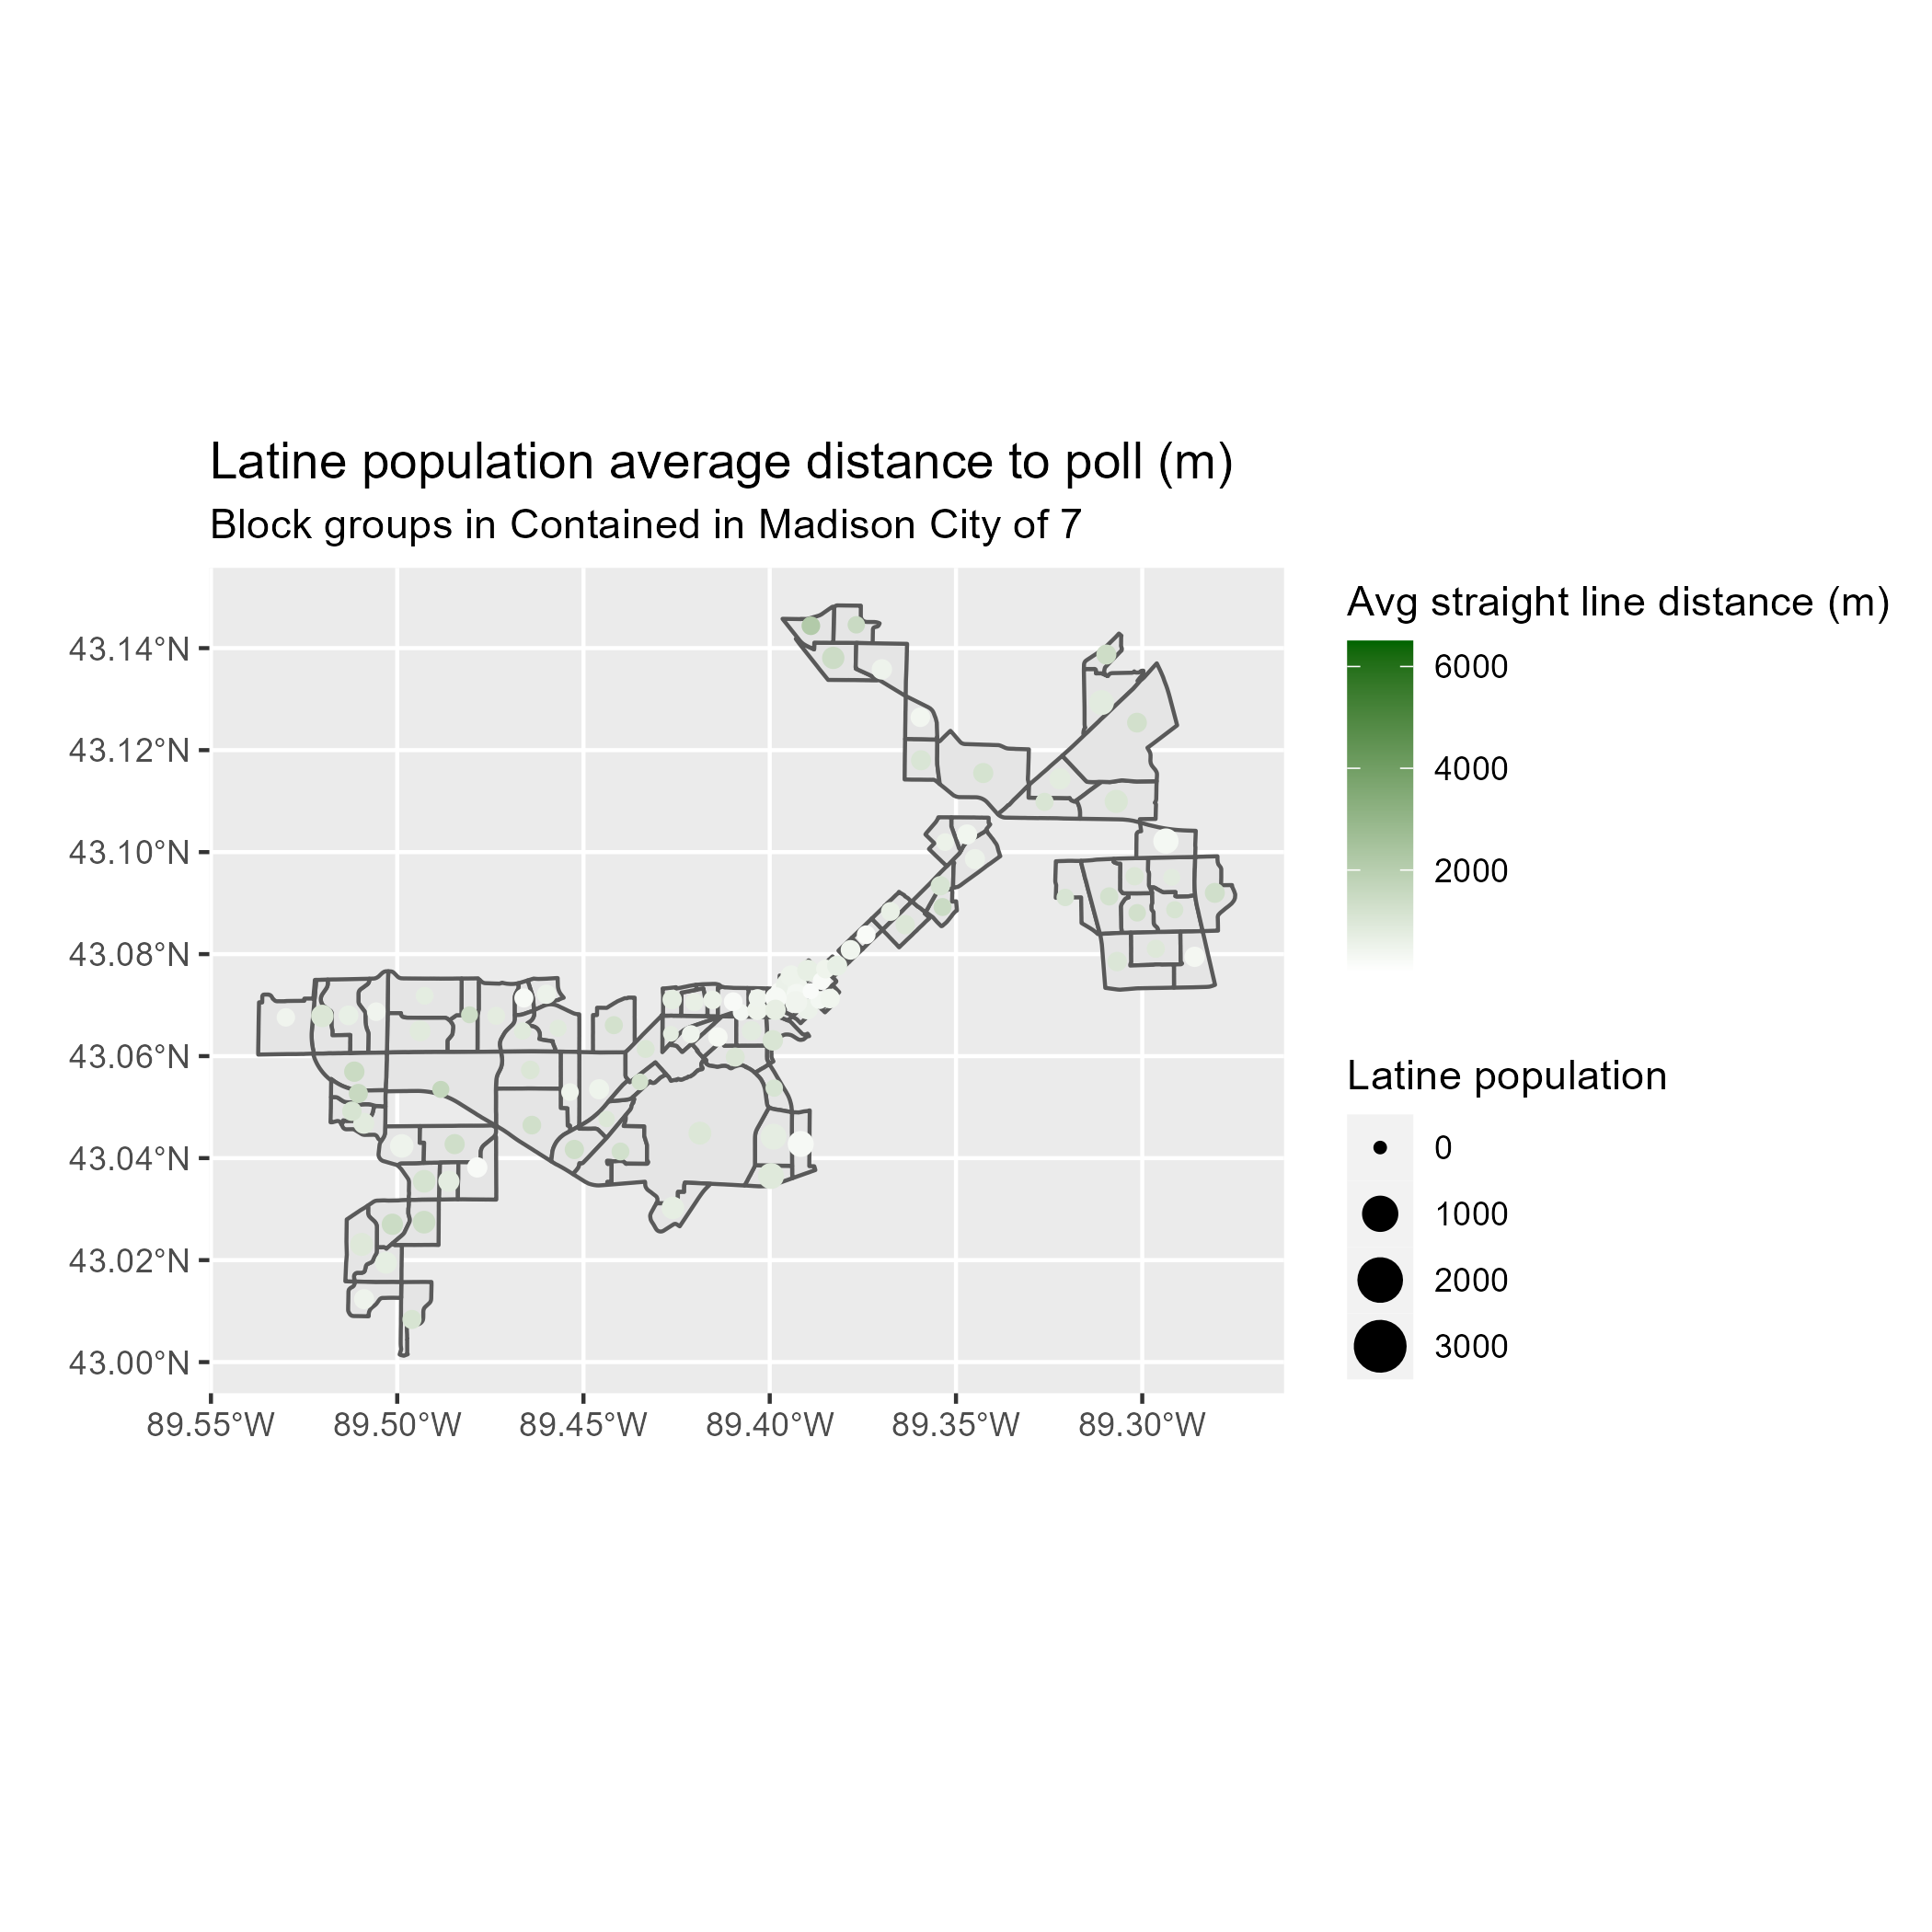 Latine population average distance to poll (m)
Block groups in Contained in Madison City of 7
43.14°N
43.12°N
43.10°N
43.08°N
43.06°N
43.04°N
43.02°N
43.00°N
89.55°W 89.50°W 89.45°W 89.40°W 89.35°W 89.30°W
Avg straight line distance (m)
6000
4000
2000
Latine population
0
1000
2000
3000